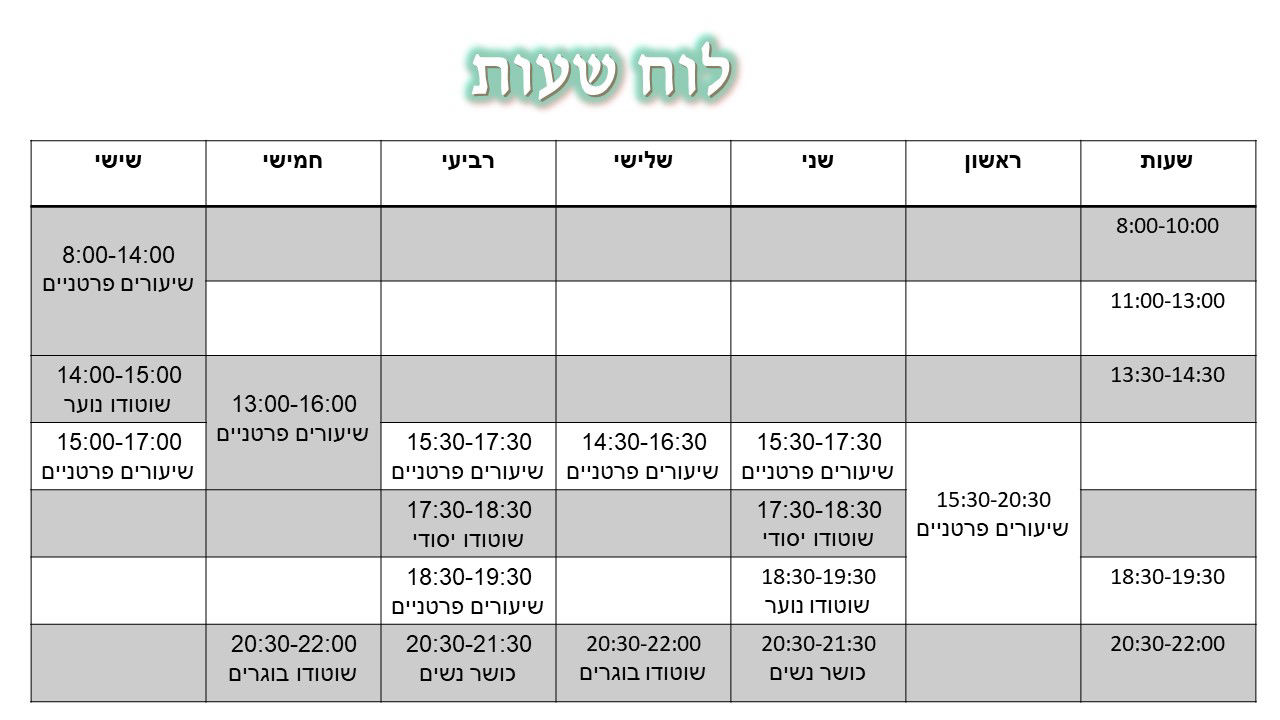 לוח שעות
שעות ראשון שני שלישי רביעי חמישי שישי
8:00-10:00
8:00-14:00
שיעורים פרטניים
11:00-13:00
13:30-14:30
13:00-16:00
שיעורים פרטניים
14:00-15:00
שוטודו נוער
15:30-20:30
שיעורים פרטניים
15:30-17:30
שיעורים פרטניים
14:30-16:30
שיעורים פרטניים
15:30-17:30
שיעורים פרטניים
15:00-17:00
שיעורים פרטניים
17:30-18:30
שוטודו יסודי
17:30-18:30
שוטודו יסודי
18:30-19:30
18:30-19:30
שוטודו נוער
18:30-19:30
שיעורים פרטניים
20:30-22:00
20:30-21:30
כושר נשים
20:30-22:00
שוטודו בוגרים
20:30-21:30
כושר נשים
20:30-22:00
שוטודו בוגרים